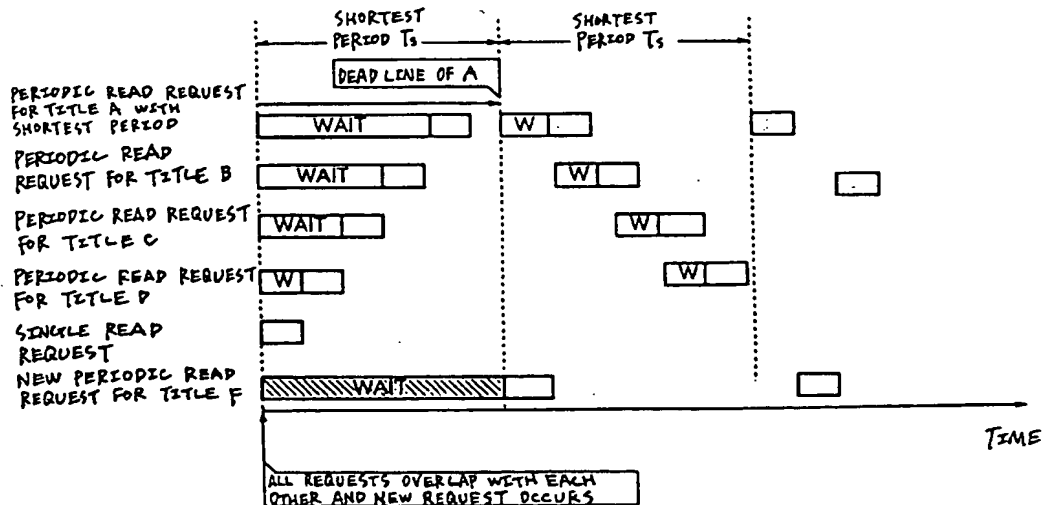 SHORTEST
PERIOD Ts
SHORTEST
PERIOD Ts
DEAD LINE OF A
PERIODIC READ REQUEST
FOR TITLE A WITH
SHORTEST PERIOD
WAIT
W
PERIODIC READ
REQUEST FOR TITLE B
WAIT
W
PERIODIC READ REQUEST
FOR TITLE C
WAIT
W
PERIODIC READ REQUEST
FOR TITLE D
W
W
SINGLE READ
REQUEST
NEW PERIODIC READ
REQUEST FOR TITLE F
WAIT
TIME
ALL REQUESTS OVERLAP WITH EACH
OTHER AND NEW REQUEST OCCURS